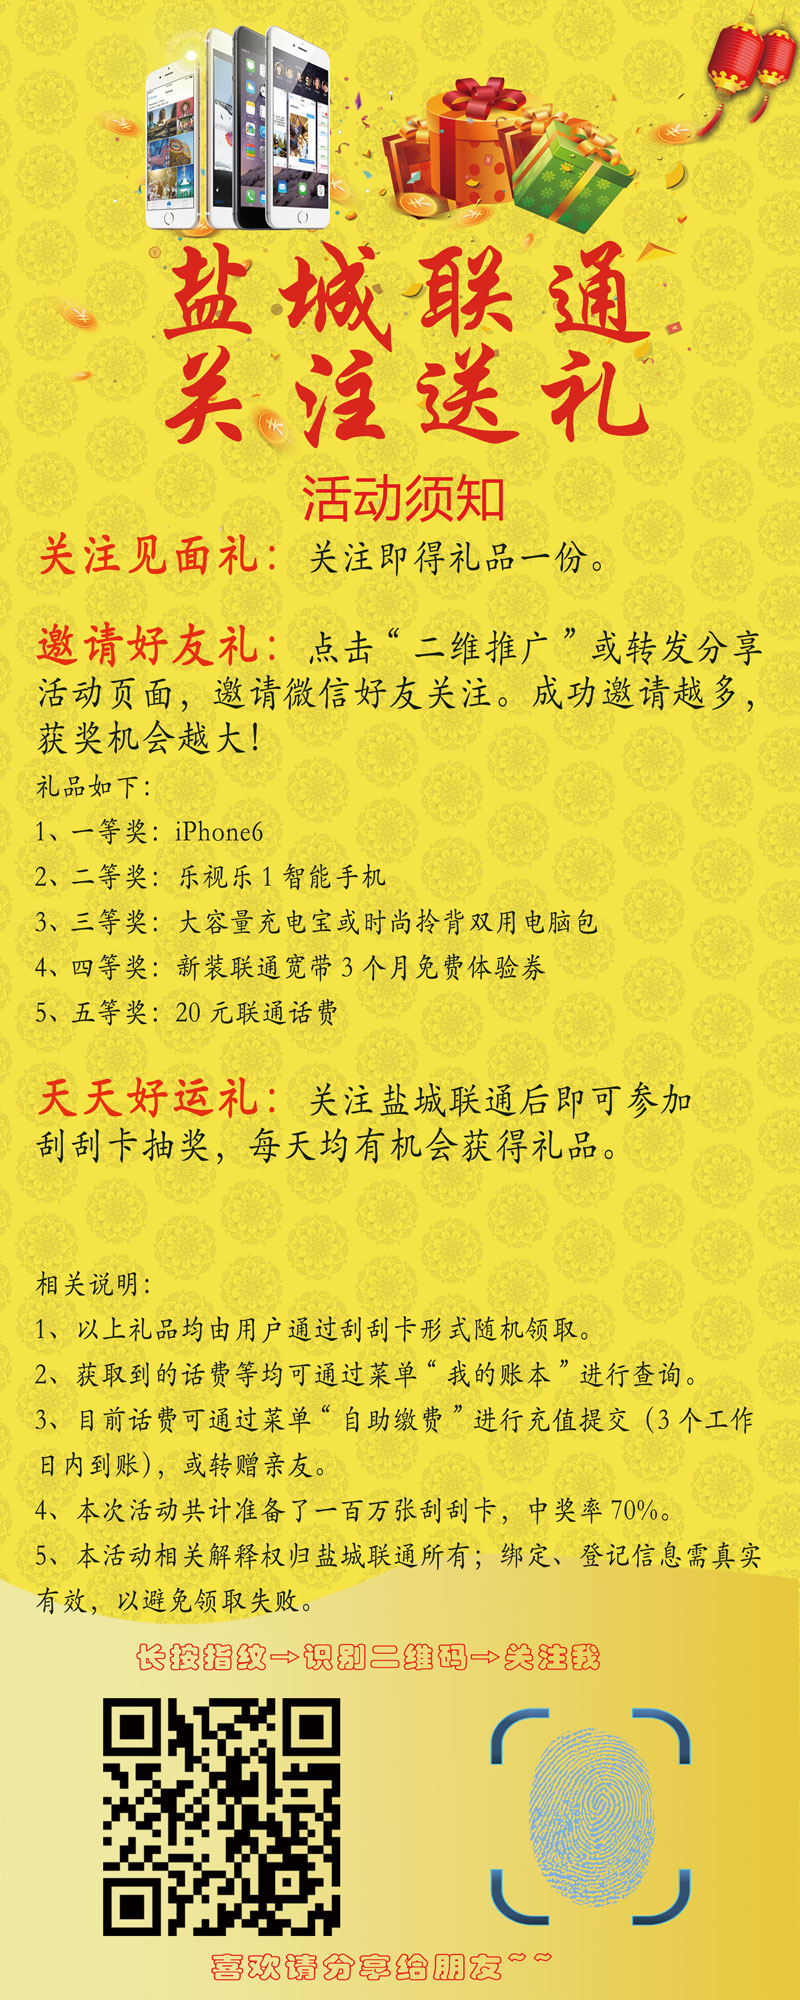 盐城联通
关注送礼
活动须知
关注见面礼：关注即得礼品一份。
邀请好友礼：点击“二维推广”或转发分享
活动页面，邀请微信好友关注。成功邀请越多，
获奖机会越大！
礼品如下：
1、一等奖：iPhone6
2、二等奖：乐视乐1智能手机
3、三等奖：大容量充电宝或时尚拎背双用电脑包
4、四等奖：新装联通宽带3个月免费体验券
5、五等奖：20元联通话费
天天好运礼：关注盐城联通后即可参加
刮刮卡抽奖，每天均有机会获得礼品。
相关说明：
1、以上礼品均由用户通过刮刮卡形式随机领取。
2、获取到的话费等均可通过菜单“我的账本”进行查询。
3、目前话费可通过菜单“自助缴费”进行充值提交（3个工作
日内到账），或转赠亲友。
4、本次活动共计准备了一百万张刮刮卡，中奖率70%。
5、本活动相关解释权归盐城联通所有；绑定、登记信息需真实
有效，以避免领取失败。
长按指纹→识别二维码→关注我
喜欢请分享给朋友~~